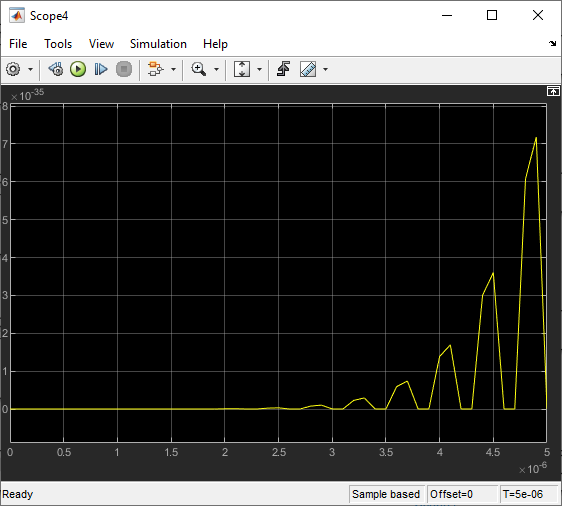 Scope4
File Tools View Simulation Help
×10^-35
8
7
6
5
4
3
2
1
0
0 0.5 1 1.5 2 2.5 3 3.5 4 4.5 5
×10^-6
Ready Sample based Offset=0 T=5e-06